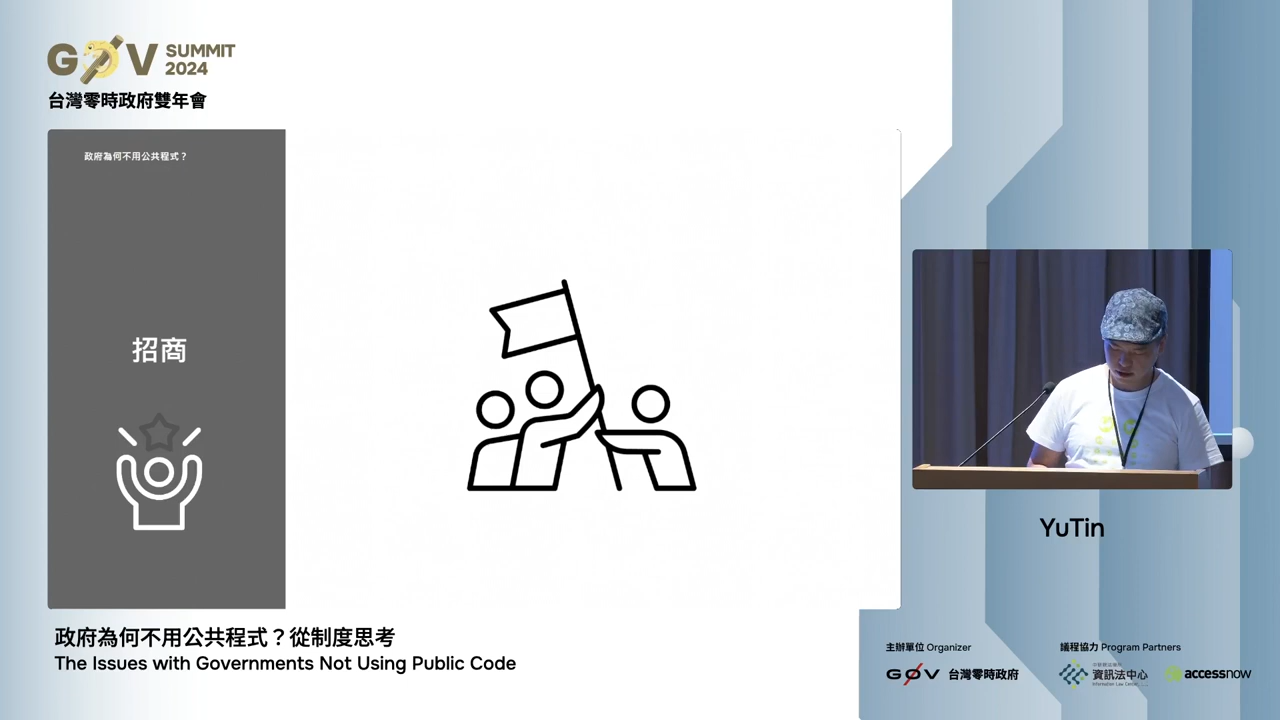 G0V SUMMIT 2024
台灣零時政府雙年會
政府為何不用公共程式？
招商
YuTin
政府為何不用公共程式？從制度思考
The Issues with Governments Not Using Public Code
主辦單位 Organizer
議程協力 Program Partners
G0V 台灣零時政府
資訊法中心
Information Law Center
accessnow